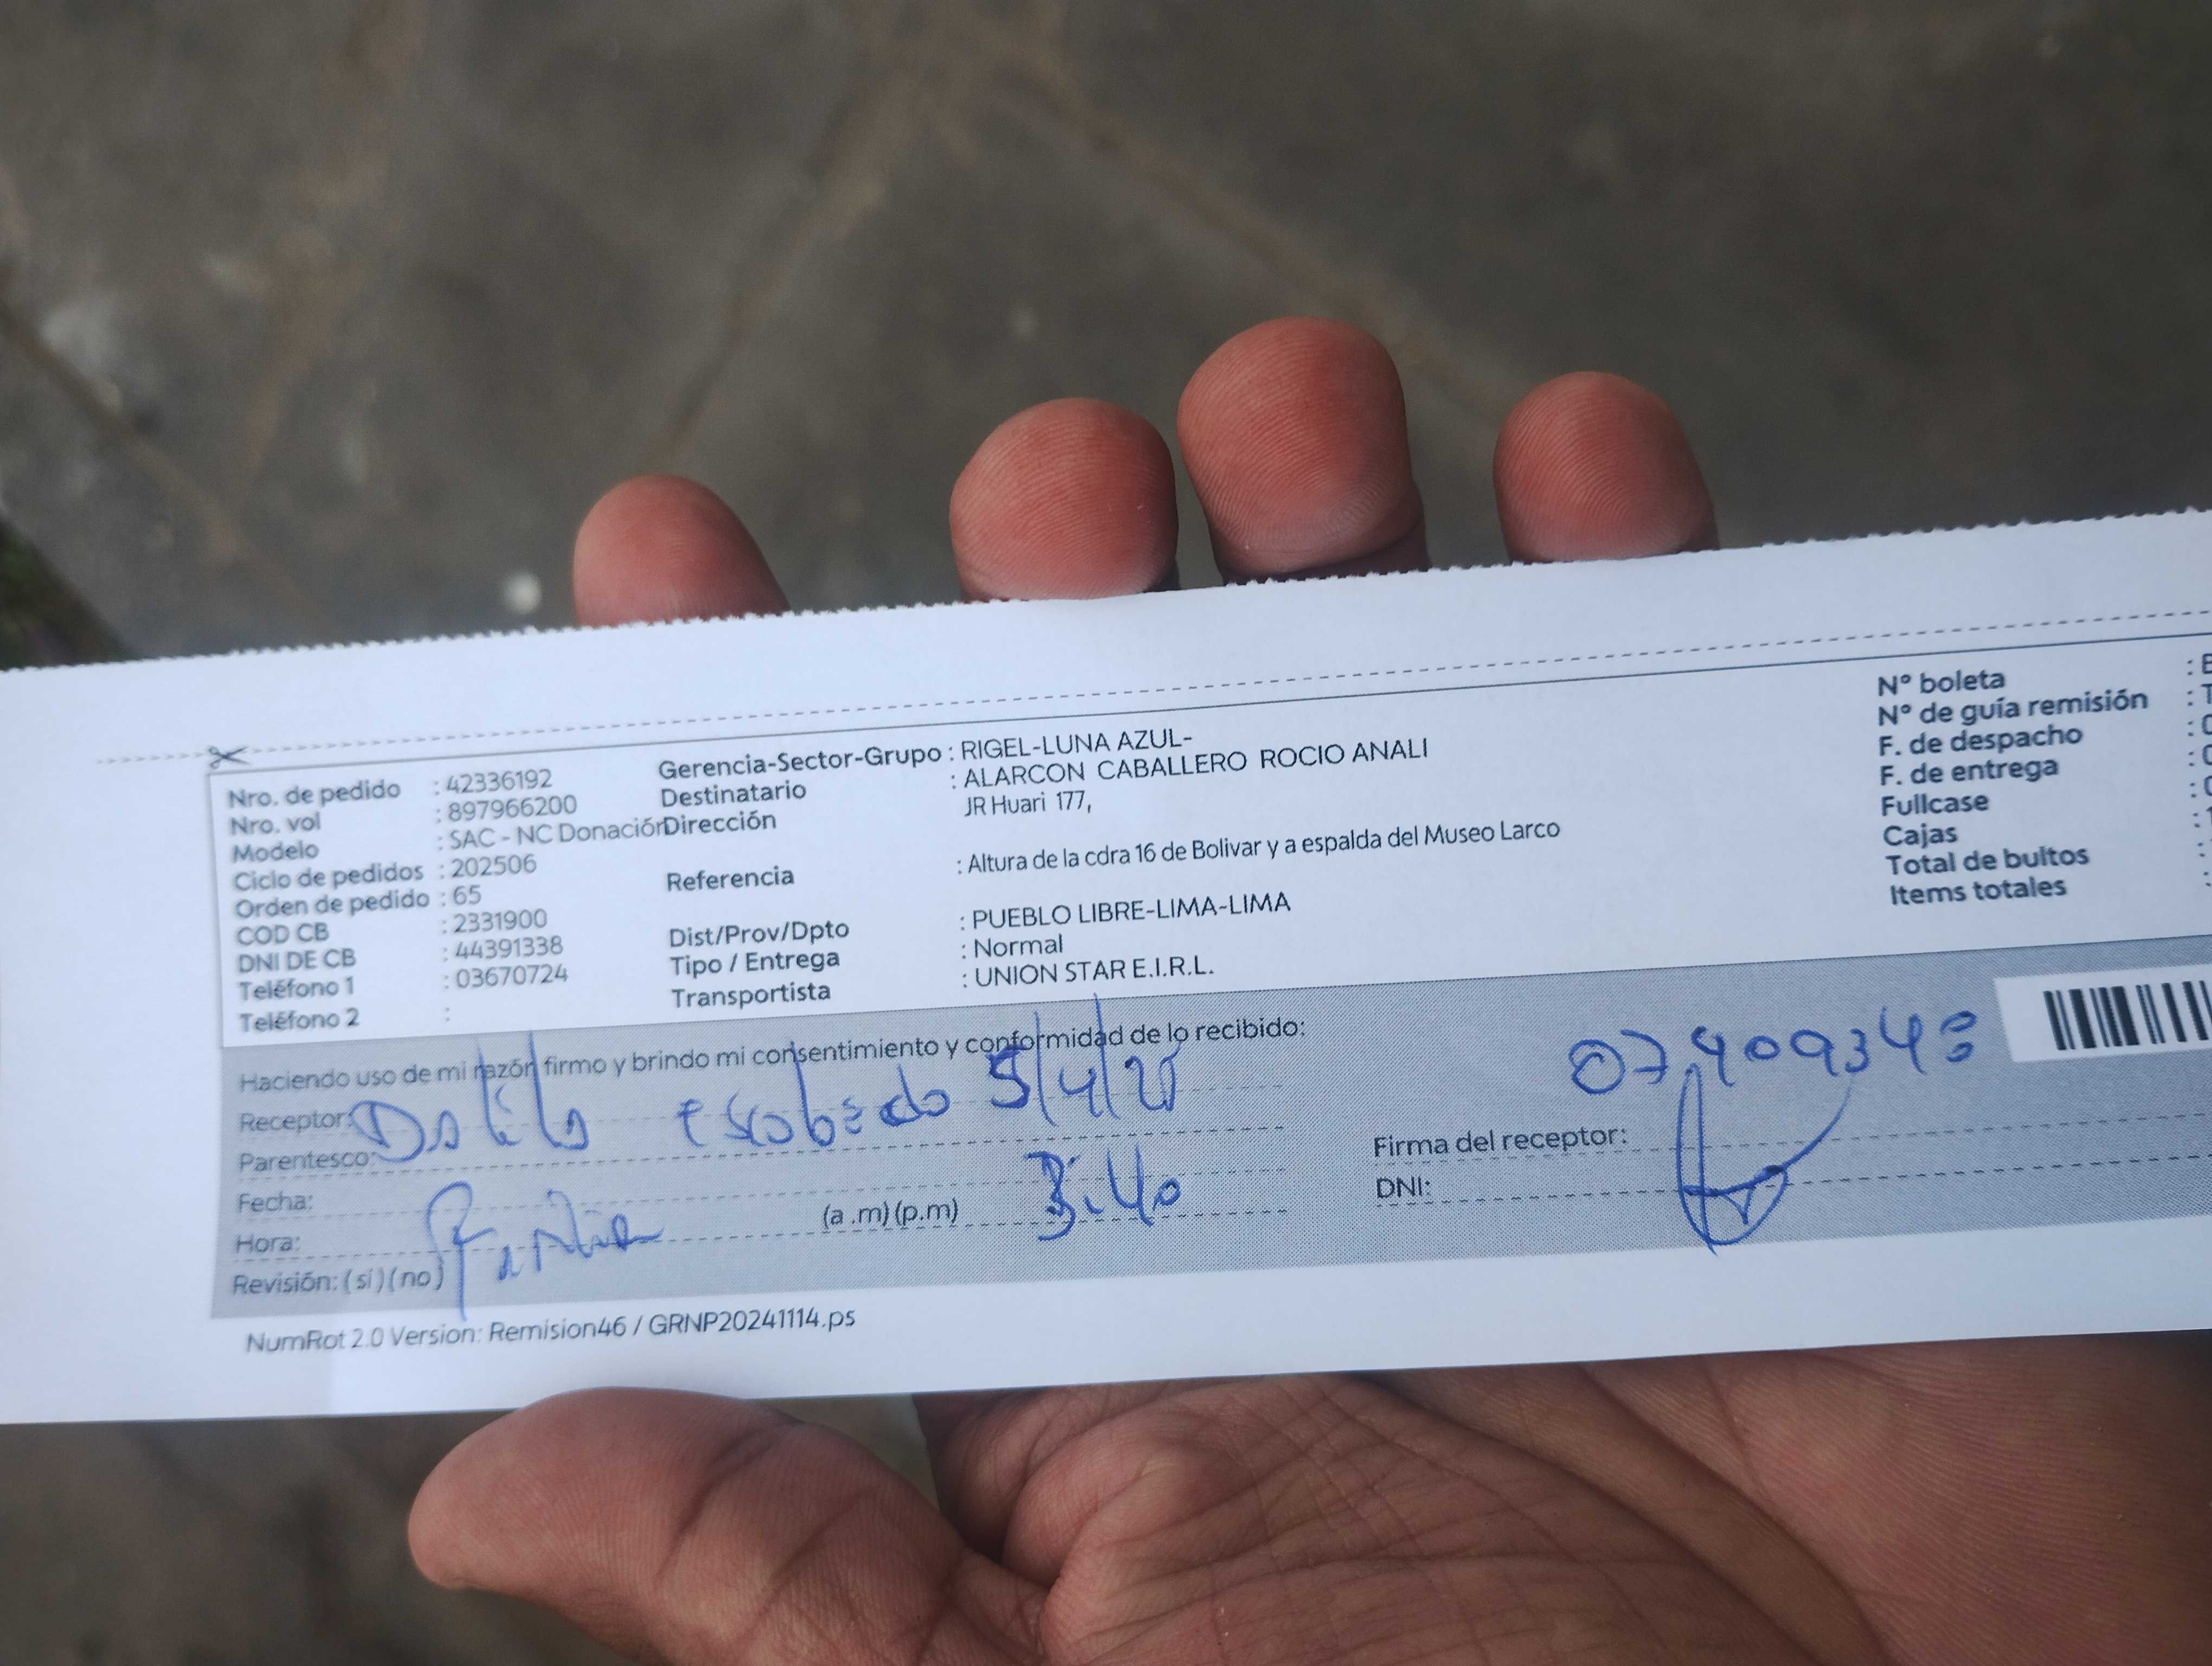 Nro. de pedido : 42336192
Nro. vol : 897966200
Modelo : SAC - NC Donación
Ciclo de pedidos : 202506
Orden de pedido : 65
COD CB : 2331900
DNI DE CB : 44391338
Teléfono 1 : 03670724
Teléfono 2 :
Gerencia-Sector-Grupo : RIGEL-LUNA AZUL-
Destinatario : ALARCON CABALLERO ROCIO ANALI
Dirección JR Huari 177,
Referencia : Altura de la cdra 16 de Bolivar y a espalda del Museo Larco
Dist/Prov/Dpto : PUEBLO LIBRE-LIMA-LIMA
Tipo / Entrega : Normal
Transportista : UNION STAR E.I.R.L.
N° boleta
N° de guía remisión
F. de despacho
F. de entrega
Fullcase
Cajas
Total de bultos
Items totales
Haciendo uso de mi razón firmo y brindo mi consentimiento y conformidad de lo recibido:
Receptor: Dalila escobedo 5/4/25
Parentesco:
Fecha:
Hora: (a .m) (p.m) 3:40
Revisión: (si) (no)
Firma del receptor:
DNI:
NumRot 2.0 Version: Remision46 / GRNP20241114.ps